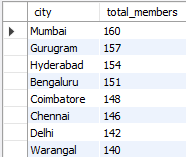 city total_members
Mumbai 160
Gurugram 157
Hyderabad 154
Bengaluru 151
Coimbatore 148
Chennai 146
Delhi 142
Warangal 140